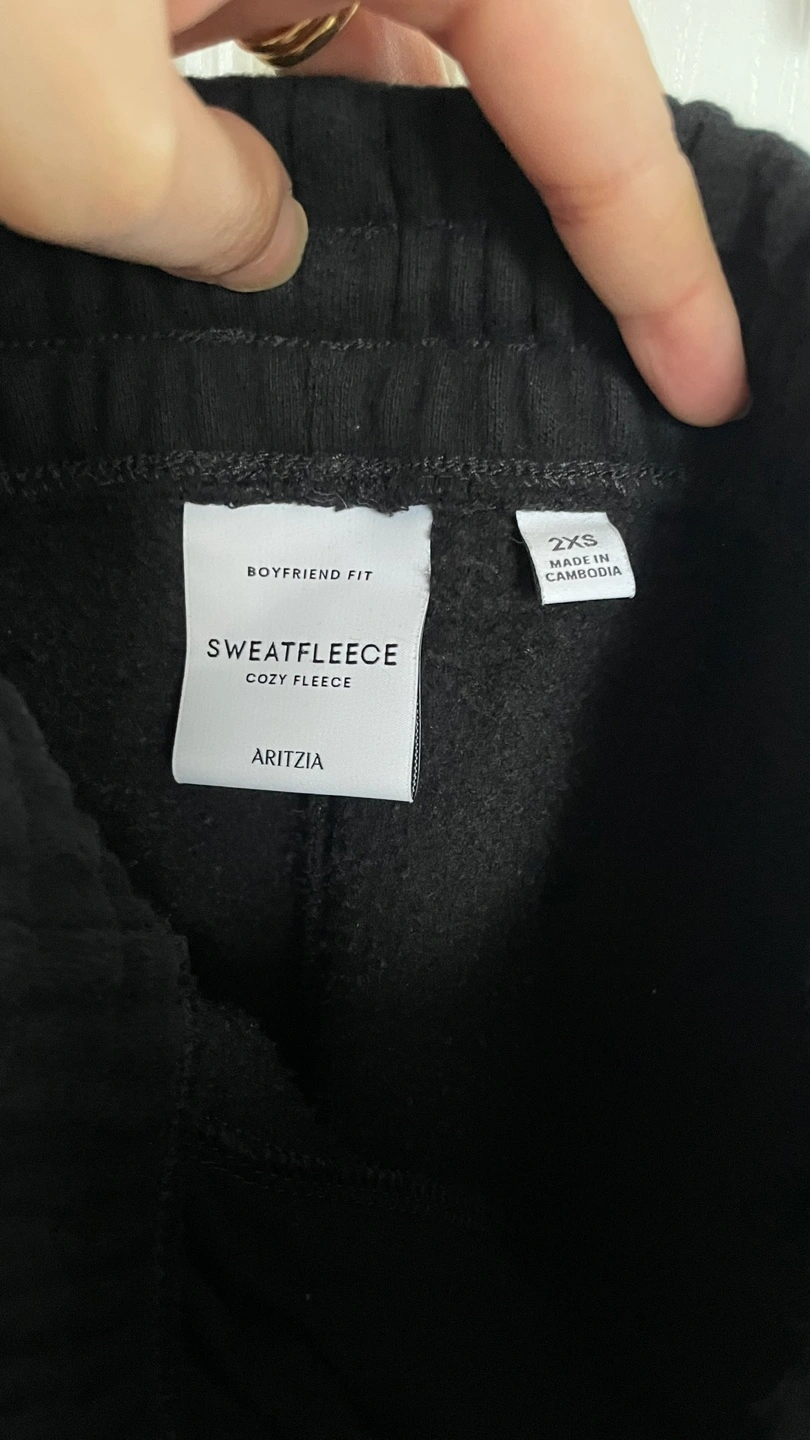 BOYFRIEND FIT
SWEATFLEECE
COZY FLEECE
ARITZIA
2XS
MADE IN
CAMBODIA